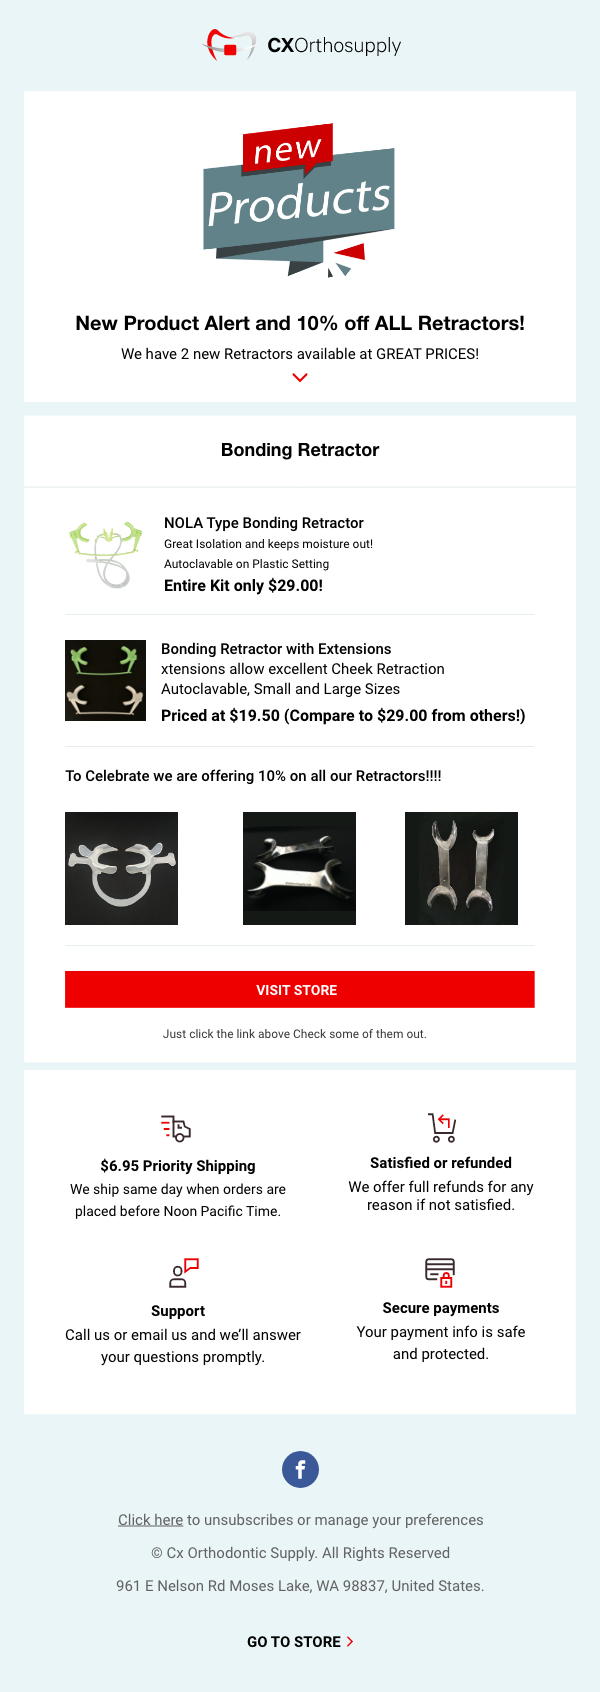 CXOrthosupply
new
Products
New Product Alert and 10% off ALL Retractors!
We have 2 new Retractors available at GREAT PRICES!
Bonding Retractor
NOLA Type Bonding Retractor
Great Isolation and keeps moisture out!
Autoclavable on Plastic Setting
Entire Kit only $29.00!
Bonding Retractor with Extensions
xtensions allow excellent Cheek Retraction
Autoclavable, Small and Large Sizes
Priced at $19.50 (Compare to $29.00 from others!)
To Celebrate we are offering 10% on all our Retractors!!!!
VISIT STORE
Just click the link above Check some of them out.
$6.95 Priority Shipping
We ship same day when orders are
placed before Noon Pacific Time.
Satisfied or refunded
We offer full refunds for any
reason if not satisfied.
Support
Call us or email us and we'll answer
your questions promptly.
Secure payments
Your payment info is safe
and protected.
Click here to unsubscribes or manage your preferences
© Cx Orthodontic Supply. All Rights Reserved
961 E Nelson Rd Moses Lake, WA 98837, United States.
GO TO STORE